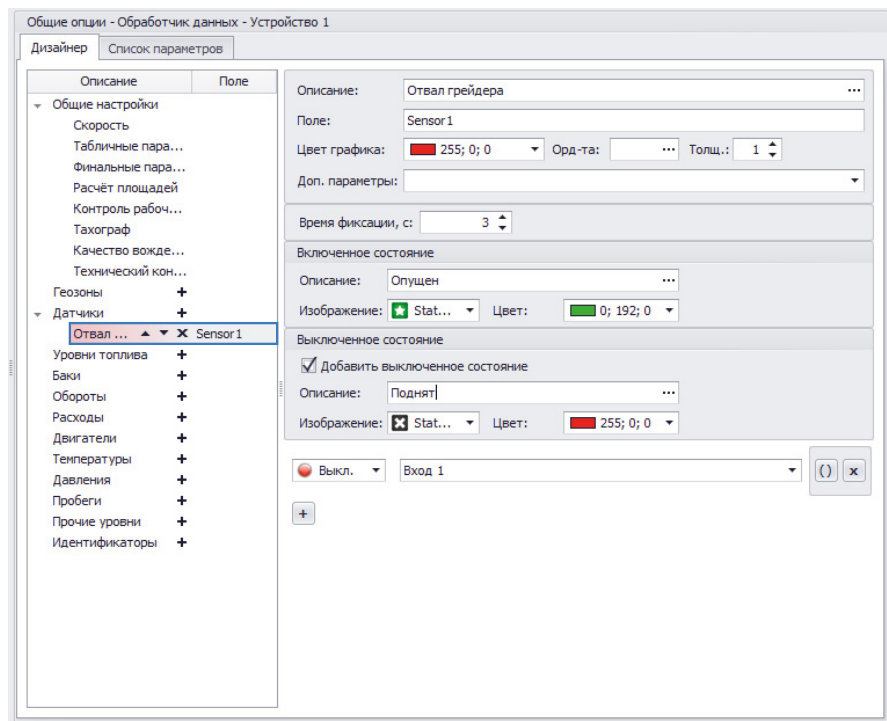 Общие опции - Обработчик данных - Устройство 1
Дизайнер Список параметров
Описание Поле
Общие настройки
Скорость
Табличные пара...
Финальные пара...
Расчёт площадей
Контроль рабоч...
Тахограф
Качество вожде...
Технический кон...
Геозоны +
Датчики +
Отвал ... Sensor1
Уровни топлива +
Баки +
Обороты +
Расходы +
Двигатели +
Температуры +
Давления +
Пробеги +
Прочие уровни +
Идентификаторы +
Описание: Отвал грейдера ...
Поле: Sensor1
Цвет графика: 255; 0; 0 Орд-та: ... Толщ.: 1
Доп. параметры:
Время фиксации, с: 3
Включенное состояние
Описание: Опущен ...
Изображение: Stat... Цвет: 0; 192; 0
Выключенное состояние
Добавить выключенное состояние
Описание: Поднят ...
Изображение: Stat... Цвет: 255; 0; 0
Выкл. Вход 1 () x
+